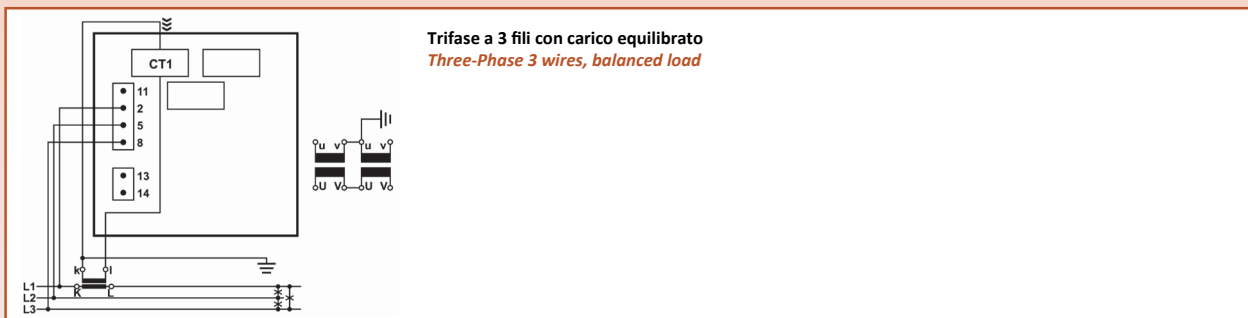 Trifase a 3 fili con carico equilibrato
Three-Phase 3 wires, balanced load
CT1
11
2
5
8
13
14
u v u v
U V U V
k l
L1
K L
L2
L3